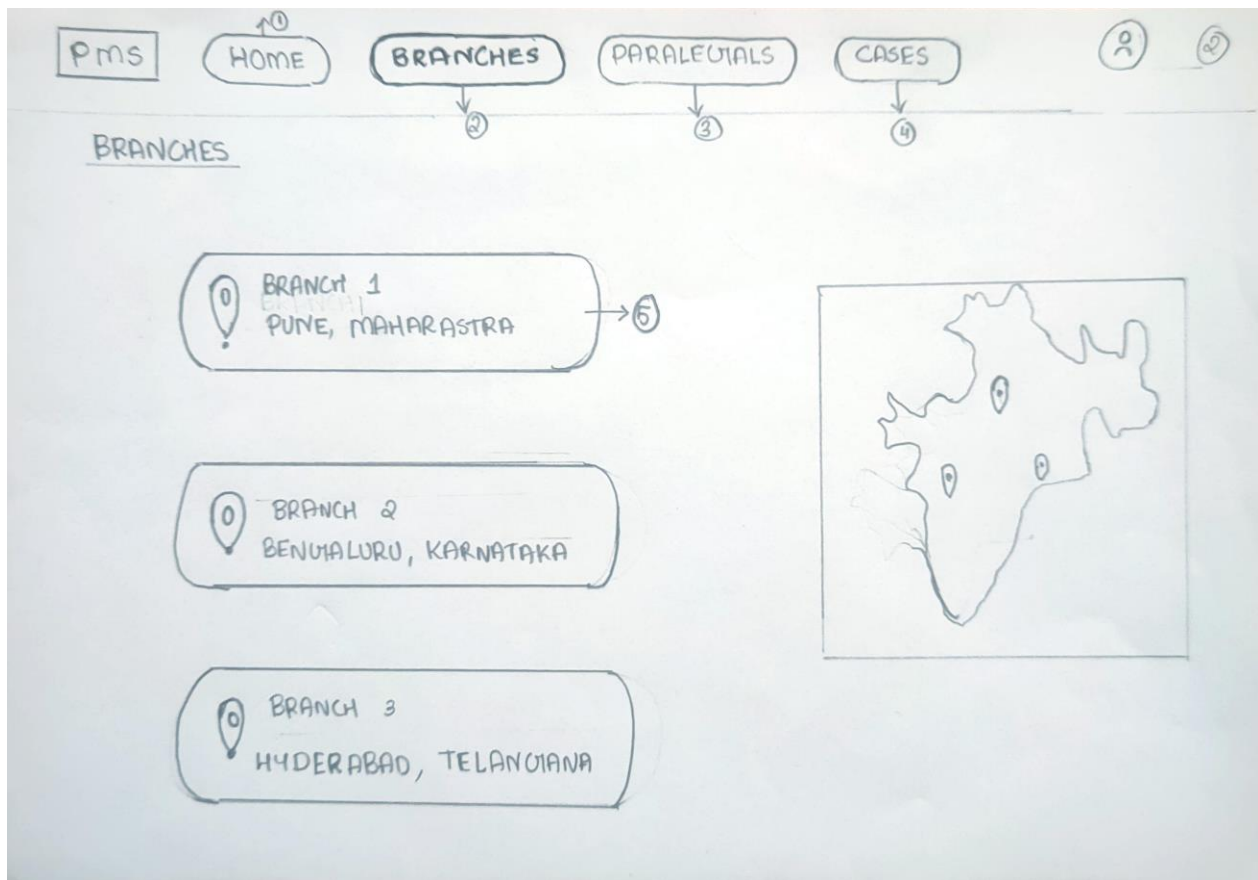 1
PMS HOME BRANCHES PARALEGALS CASES 2
2 3 4
BRANCHES
BRANCH 1
PUNE, MAHARASTRA
5
BRANCH 2
BENGALURU, KARNATAKA
BRANCH 3
HYDERABAD, TELANGANA